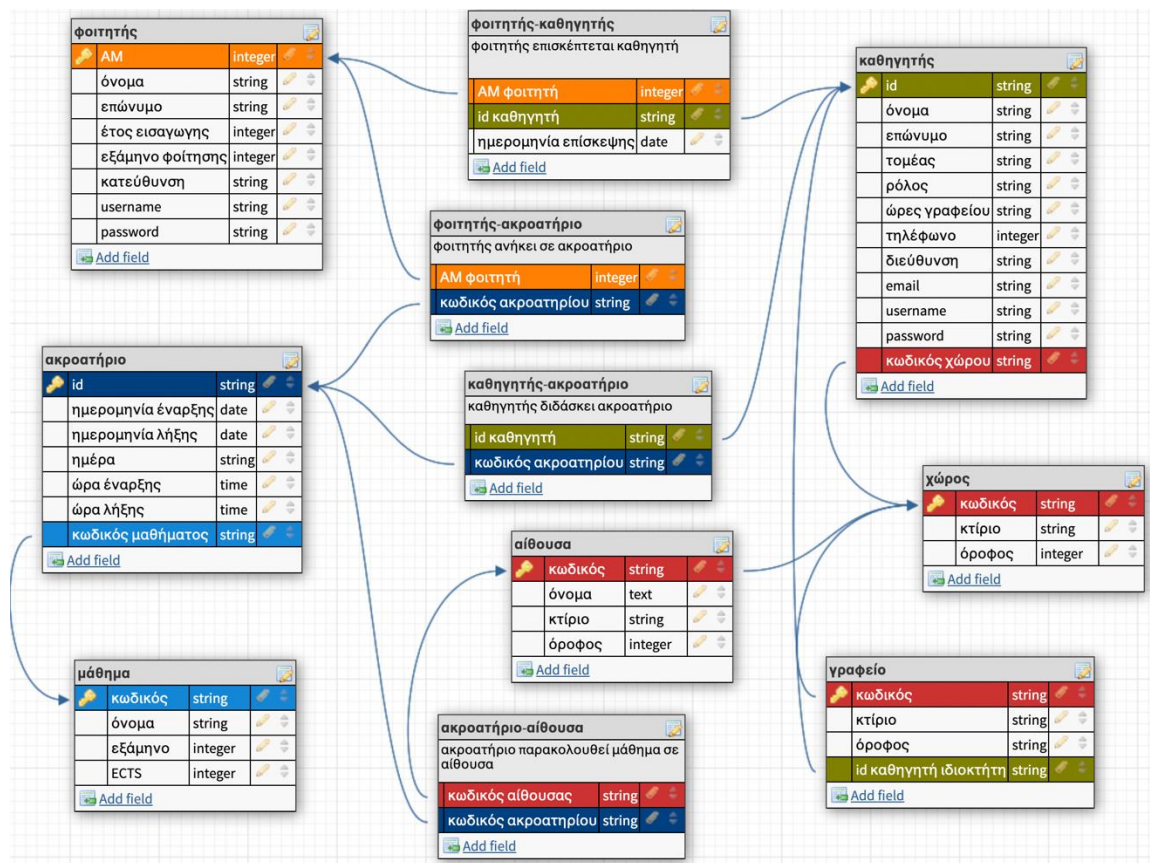 φοιτητής
AM integer
όνομα string
επώνυμο string
έτος εισαγωγης integer
εξάμηνο φοίτησης integer
κατεύθυνση string
username string
password string
Add field
φοιτητής-καθηγητής
φοιτητής επισκέπτεται καθηγητή
ΑΜ φοιτητή integer
id καθηγητή string
ημερομηνία επίσκεψης date
Add field
καθηγητής
id string
όνομα string
επώνυμο string
τομέας string
ρόλος string
ώρες γραφείου string
τηλέφωνο integer
διεύθυνση string
email string
username string
password string
κωδικός χώρου string
Add field
φοιτητής-ακροατήριο
φοιτητής ανήκει σε ακροατήριο
ΑΜ φοιτητή integer
κωδικός ακροατηρίου string
Add field
ακροατήριο
id string
ημερομηνία έναρξης date
ημερομηνία λήξης date
ημέρα string
ώρα έναρξης time
ώρα λήξης time
κωδικός μαθήματος string
Add field
καθηγητής-ακροατήριο
καθηγητής διδάσκει ακροατήριο
id καθηγητή string
κωδικός ακροατηρίου string
Add field
χώρος
κωδικός string
κτίριο string
όροφος integer
Add field
αίθουσα
κωδικός string
όνομα text
κτίριο string
όροφος integer
Add field
μάθημα
κωδικός string
όνομα string
εξάμηνο integer
ECTS integer
Add field
ακροατήριο-αίθουσα
ακροατήριο παρακολουθεί μάθημα σε
αίθουσα
κωδικός αίθουσας string
κωδικός ακροατηρίου string
Add field
γραφείο
κωδικός string
κτίριο string
όροφος string
id καθηγητή ιδιοκτήτη string
Add field